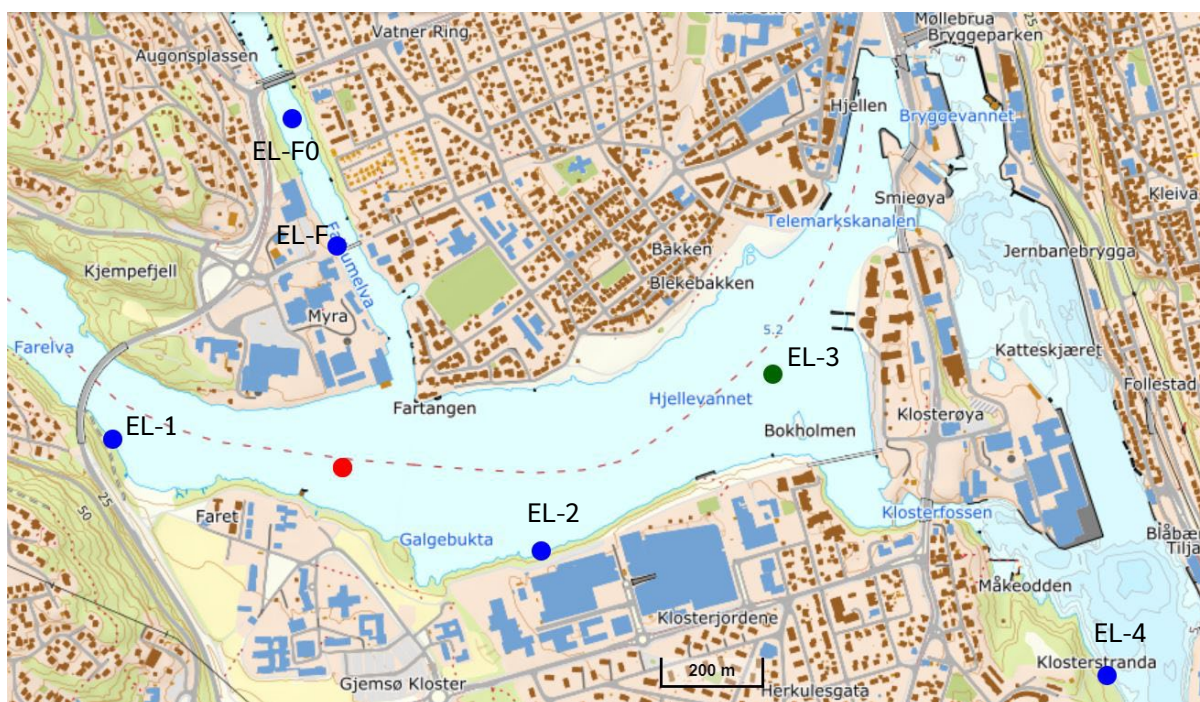 Møllebrua
Vatner Ring
Bryggeparken
25
Augonsplassen
5
Hjellen
Bryggevannet
EL-F0
Kleiva
Smieøya
Telemarkskanalen
EL-F
Bakken
Jernbanebrygga
Kjempefjell
Blekebakken
Myra
5.2
Farelva
EL-3
Katteskjæret
Follestad
Hjellevannet
Fartangen
Klosterøya
EL-1
Bokholmen
25
50
Faret
EL-2
Klosterfossen
Galgebukta
Tilja
Måkeodden
Klosterjordene
EL-4
Klosterstranda
200 m
Gjemsø Kloster
Herkulesgata